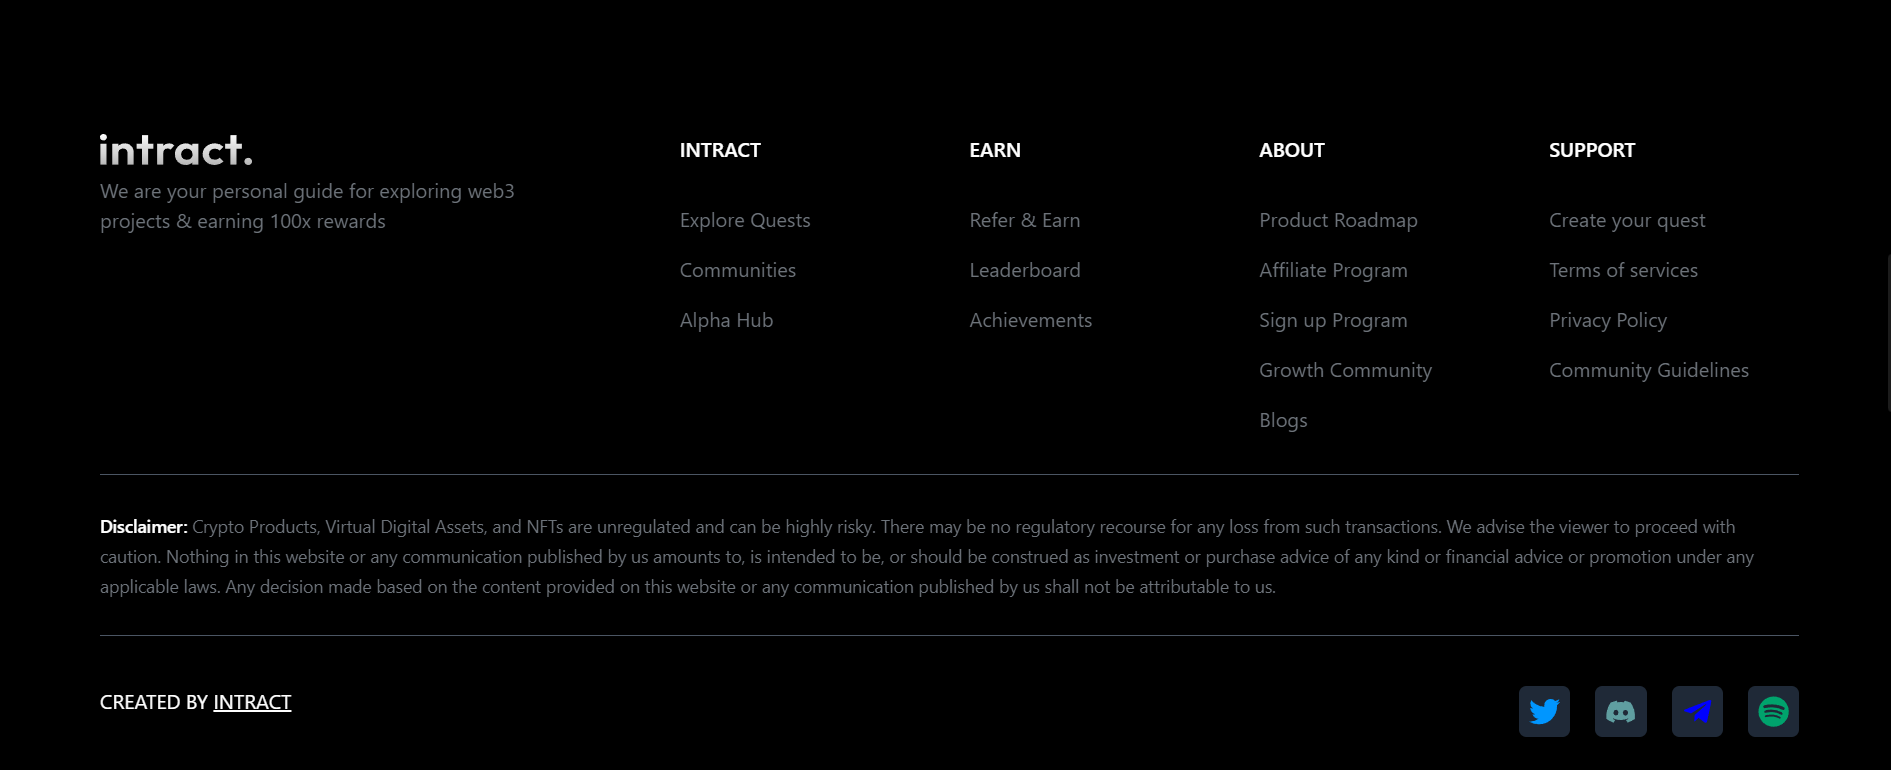 intract.
We are your personal guide for exploring web3
projects & earning 100x rewards
INTRACT
Explore Quests
Communities
Alpha Hub
EARN
Refer & Earn
Leaderboard
Achievements
ABOUT
Product Roadmap
Affiliate Program
Sign up Program
Growth Community
Blogs
SUPPORT
Create your quest
Terms of services
Privacy Policy
Community Guidelines
Disclaimer: Crypto Products, Virtual Digital Assets, and NFTs are unregulated and can be highly risky. There may be no regulatory recourse for any loss from such transactions. We advise the viewer to proceed with
caution. Nothing in this website or any communication published by us amounts to, is intended to be, or should be construed as investment or purchase advice of any kind or financial advice or promotion under any
applicable laws. Any decision made based on the content provided on this website or any communication published by us shall not be attributable to us.
CREATED BY INTRACT